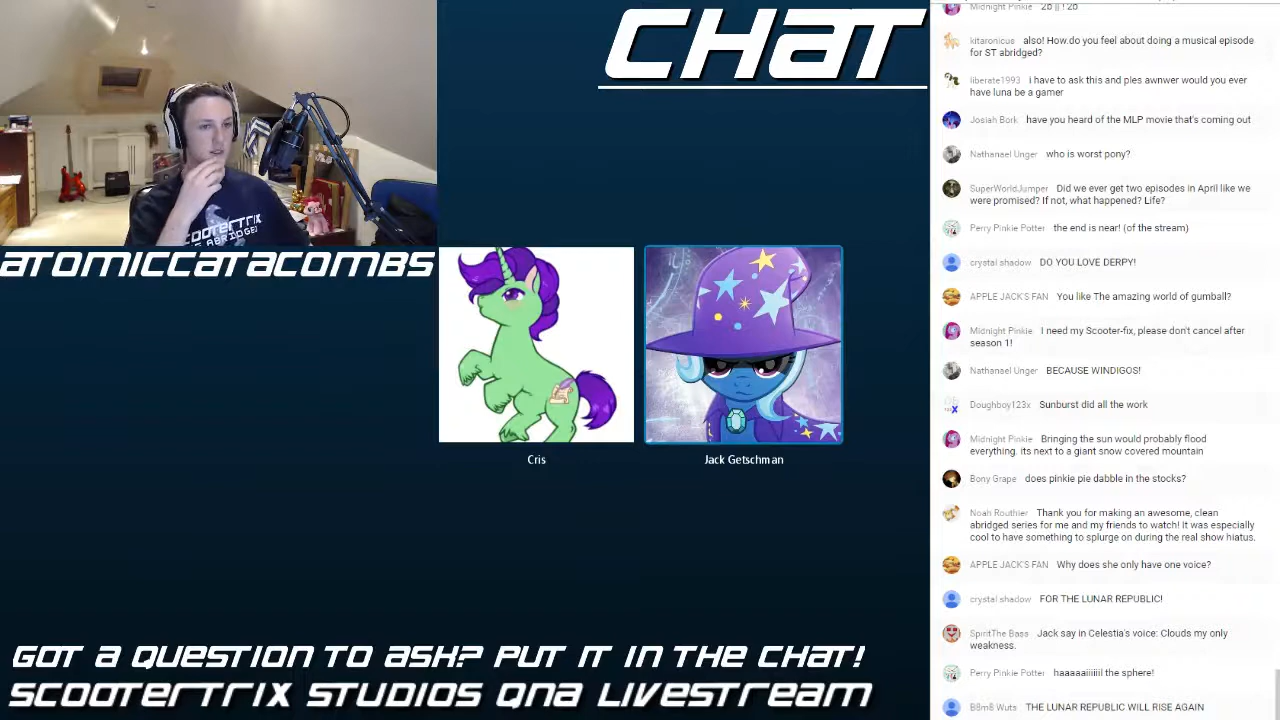 CHAT
SCOOTERTRIX
ATOMICCATACOMBS
Cris
Jack Getschman
GOT A QUESTION TO ASK? PUT IT IN THE CHAT!
SCOOTERTRIX STUDIOS QNA LIVESTREAM
Midnight Pinkie 2b || ! 2b
kitaronicus also! How do you feel about doing a musical episode
for ST abridged?
liberate1993 i have to ask this and ples awnwer would you ever
have luna be a gamer
Josiah Bork have you heard of the MLP movie that's coming out
Nathanael Unger who is worst pony?
SuperWorldJumper Did we ever get two episodes in April like we
were promised? If not, what happened? Life?
Perry Pinkie Potter the end is near! (of the stream)
crystal shadow DO YOU LOVE DERPY!
APPLE JACK'S FAN You like The amazing world of gumball?
Midnight Pinkie I need my Scooter-fix, please don't cancel after
season 1!
Nathanael Unger BECAUSE WINDIGOS!
Doughboy123x Sunburst did all the work
Midnight Pinkie Bringing the sun would probably flood
everything. its next to a giant snow covered mountain
Bony Grape does pinkie pie dabble in the stocks?
Noah Routhier Thank you for making an awesome, clean
abridged series for me and my friends to watch! It was especially
cool to have something to splurge on during the real show hiatus.
APPLE JACK'S FAN Why does she only have one voice?
crystal shadow FOR THE LUNAR REPUBLIC!
SpiritThe Bass Jack say in Celestia's voice: Clouds my only
weakness.
Perry Pinkie Potter haaaaaiiiiiil the sphere!
B8m8 Wuts THE LUNAR REPUBLIC WILL RISE AGAIN